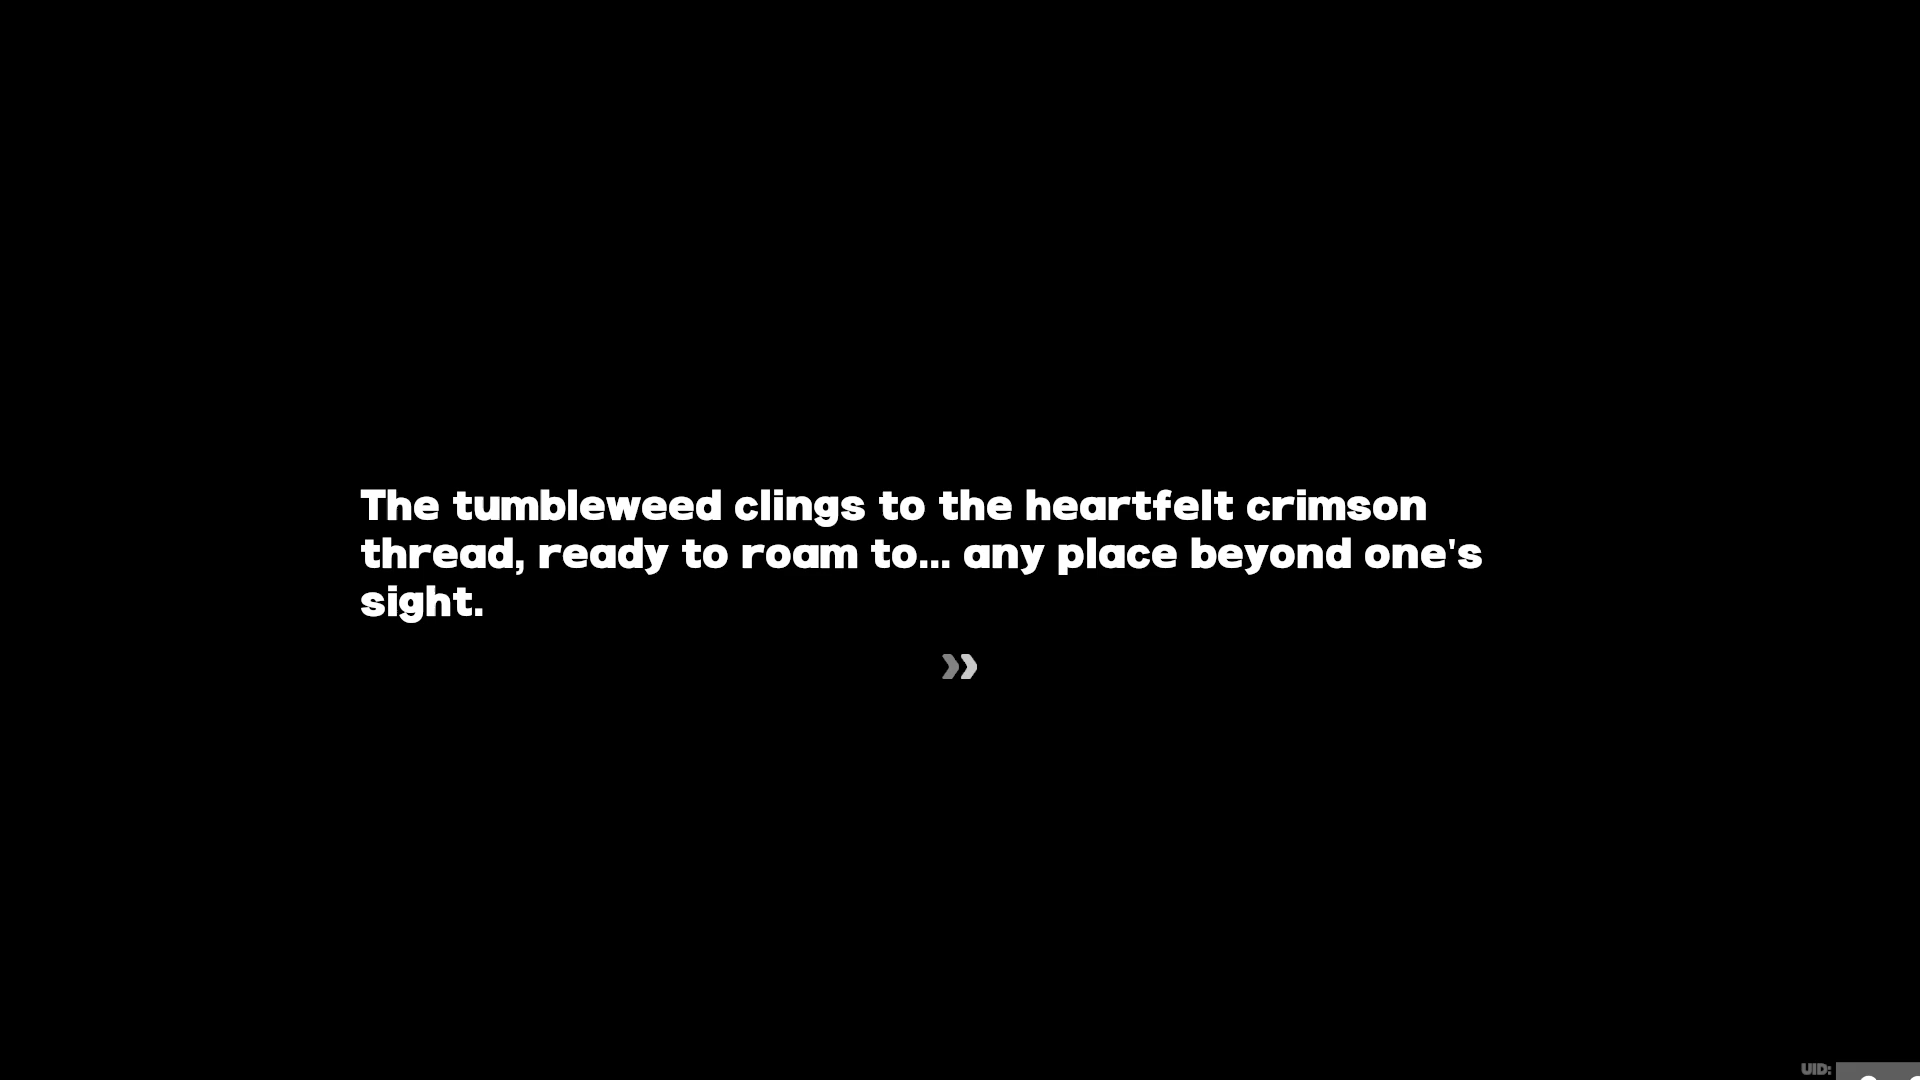 The tumbleweed clings to the heartfelt crimson
thread, ready to roam to... any place beyond one's
sight.
UID: